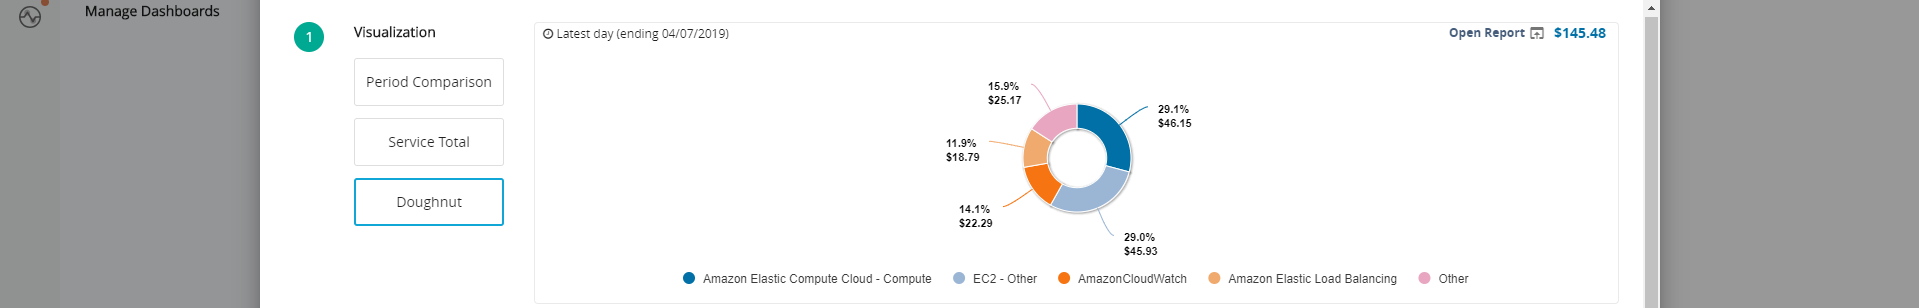 Manage Dashboards
1
Visualization
Period Comparison
Service Total
Doughnut
Latest day (ending 04/07/2019)
Open Report $145.48
15.9%
$25.17
29.1%
$46.15
11.9%
$18.79
14.1%
$22.29
29.0%
$45.93
Amazon Elastic Compute Cloud - Compute EC2 - Other AmazonCloudWatch Amazon Elastic Load Balancing Other